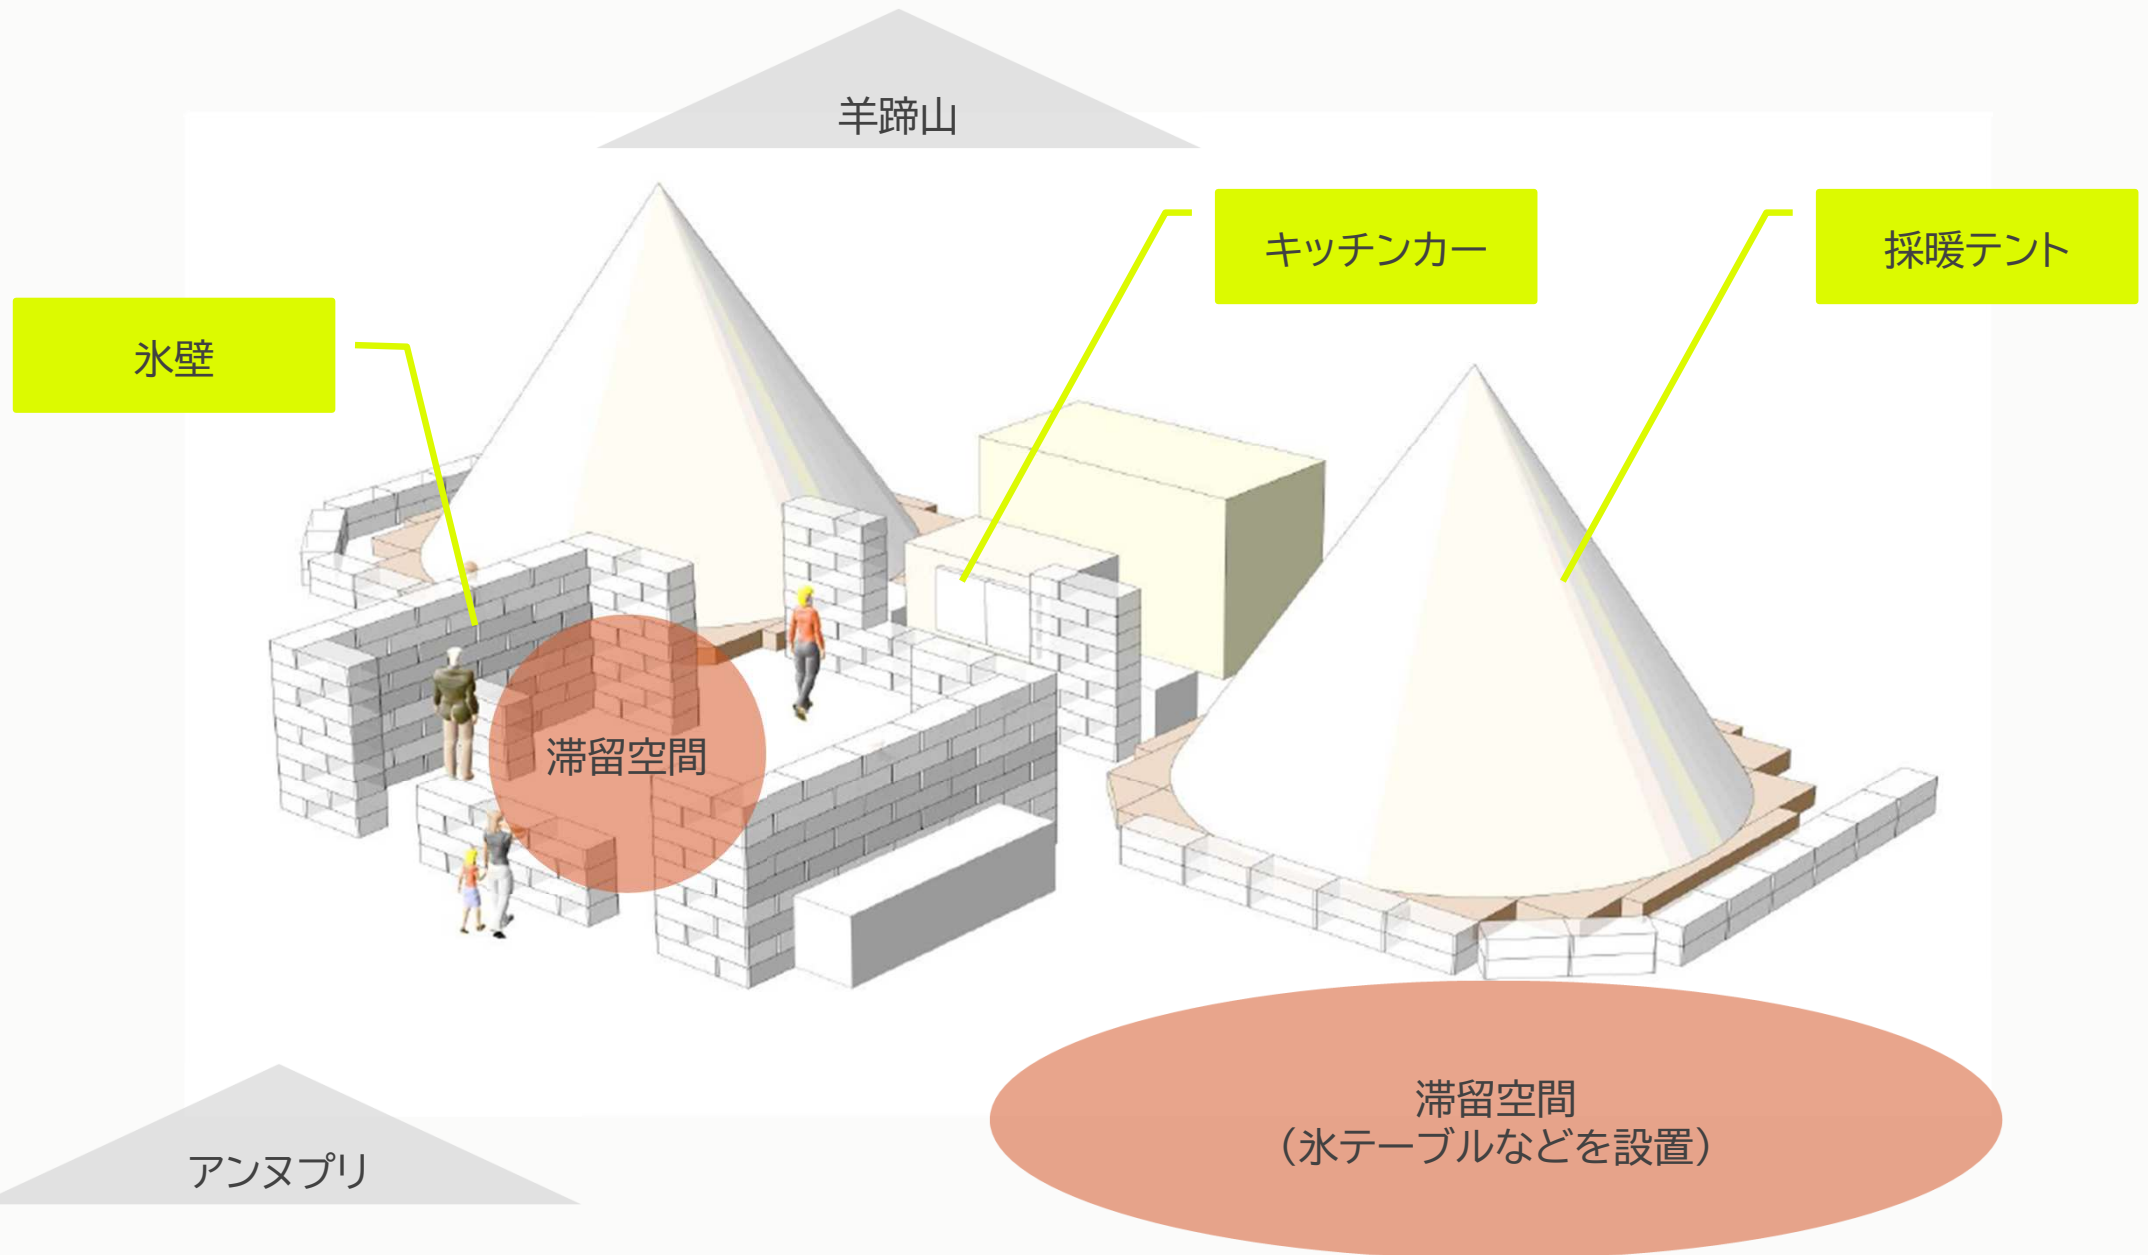 羊蹄山
キッチンカー
採暖テント
氷壁
滞留空間
滞留空間
（氷テーブルなどを設置）
アンヌプリ